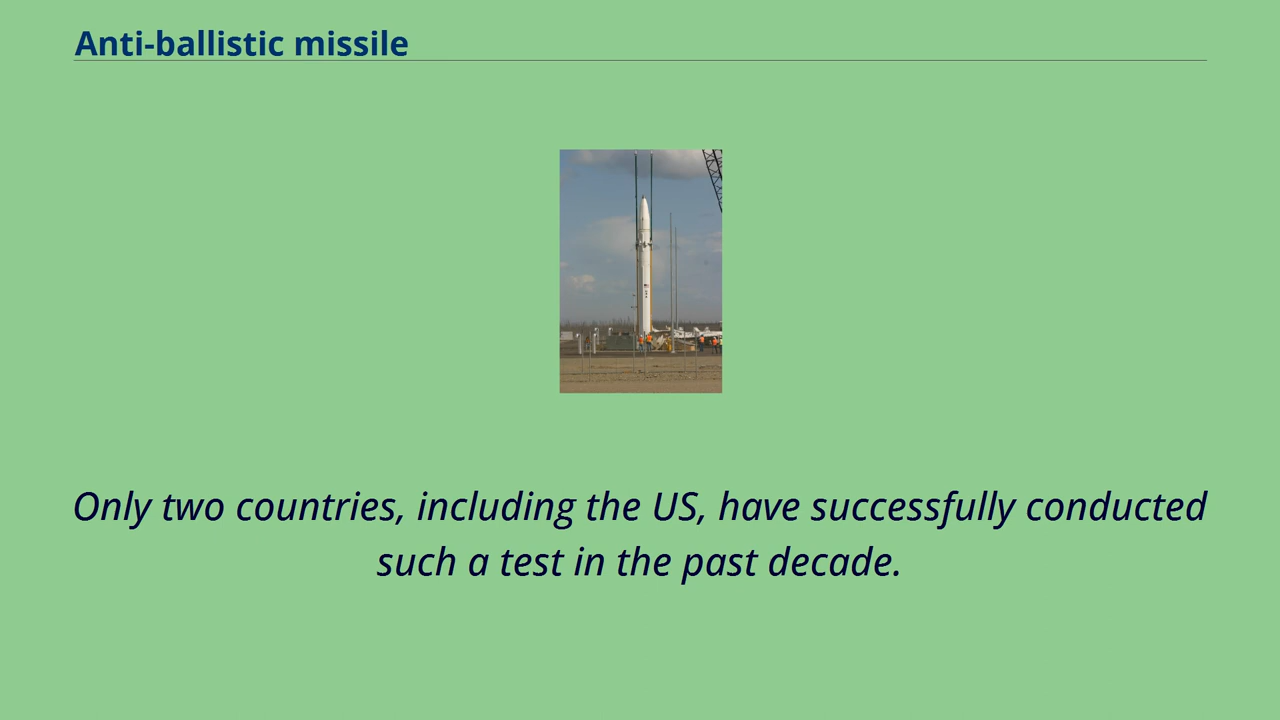 Anti-ballistic missile
Only two countries, including the US, have successfully conducted
such a test in the past decade.